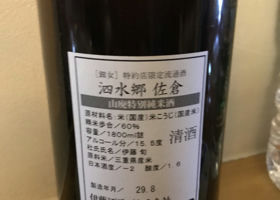 特約店限定流通酒
泗水郷 佐倉
山廃特別純米酒
原材料名/米(国産)米こうじ(国産米)
精米歩合/60%
容量/1800ml詰
清酒
アルコール分/15.5度
杜氏氏名/伊藤 旬
原料米/三重県産米
日本酒度/-2 酸度/1.6
製造年月/ 29.8